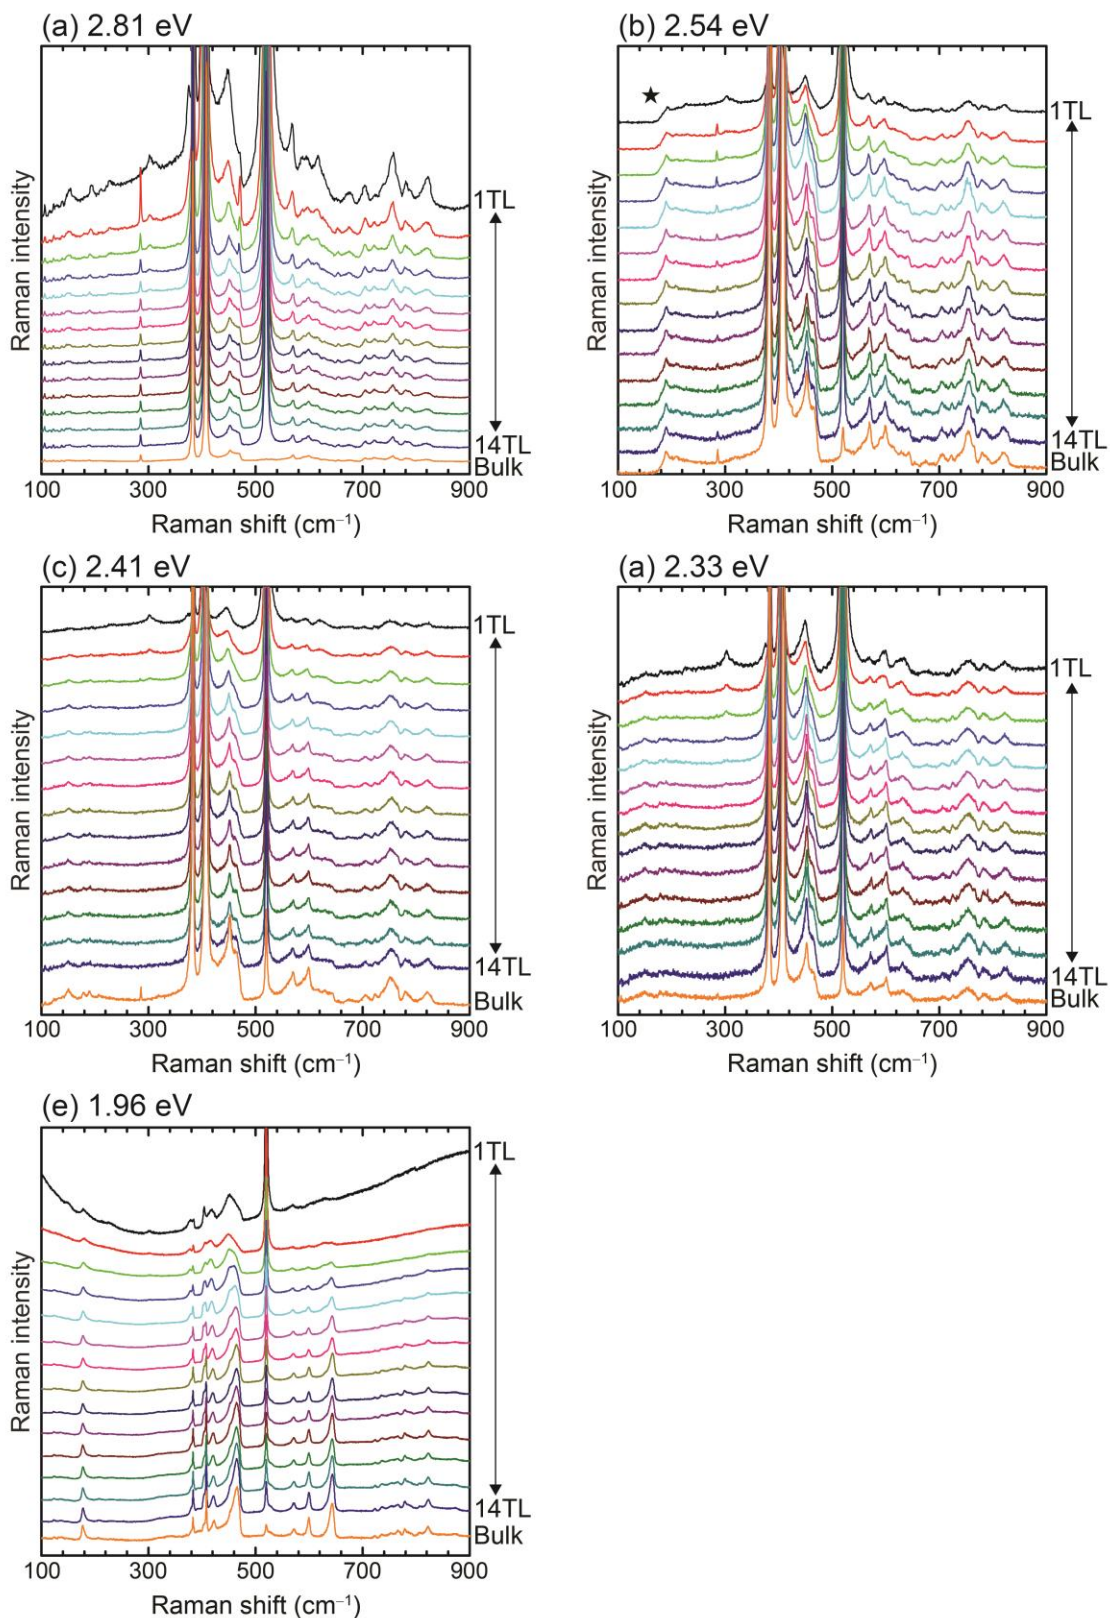 (a) 2.81 eV
Raman intensity
1TL
14TL
Bulk
100 300 500 700 900
Raman shift (cm⁻¹)
(b) 2.54 eV
★
Raman intensity
1TL
14TL
Bulk
100 300 500 700 900
Raman shift (cm⁻¹)
(c) 2.41 eV
Raman intensity
1TL
14TL
Bulk
100 300 500 700 900
Raman shift (cm⁻¹)
(a) 2.33 eV
Raman intensity
1TL
14TL
Bulk
100 300 500 700 900
Raman shift (cm⁻¹)
(e) 1.96 eV
Raman intensity
1TL
14TL
Bulk
100 300 500 700 900
Raman shift (cm⁻¹)